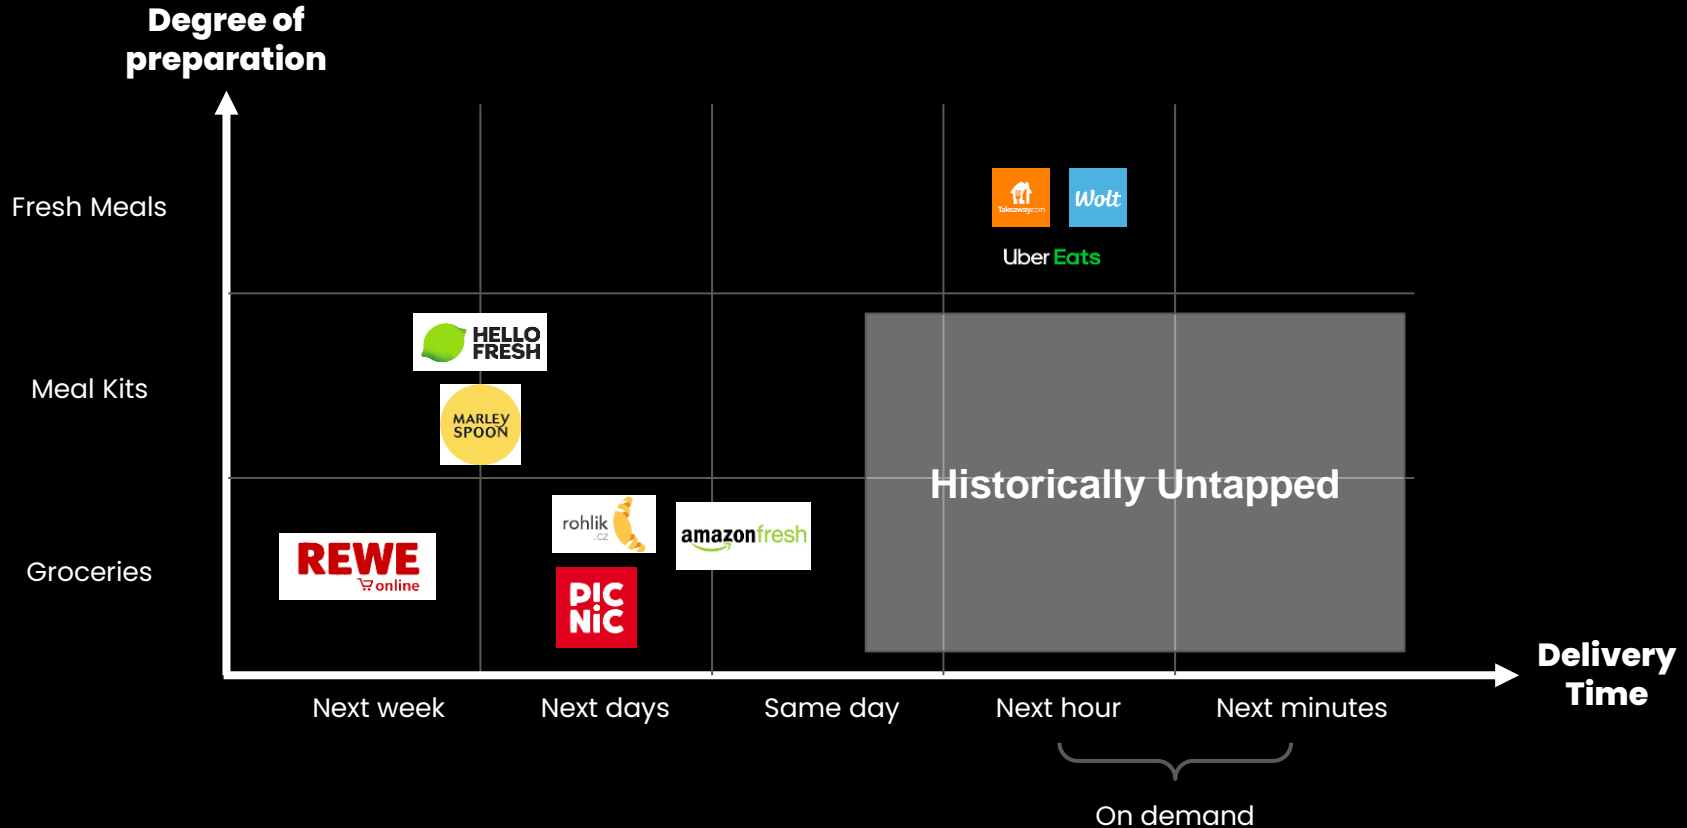 Degree of
preparation
Fresh Meals
Takeaway.com
Wolt
Uber Eats
HELLO
FRESH
Meal Kits
MARLEY
SPOON
Historically Untapped
rohlik
.cz
amazonfresh
REWE
online
Groceries
PIC
NiC
Delivery
Time
Next week
Next days
Same day
Next hour
Next minutes
On demand